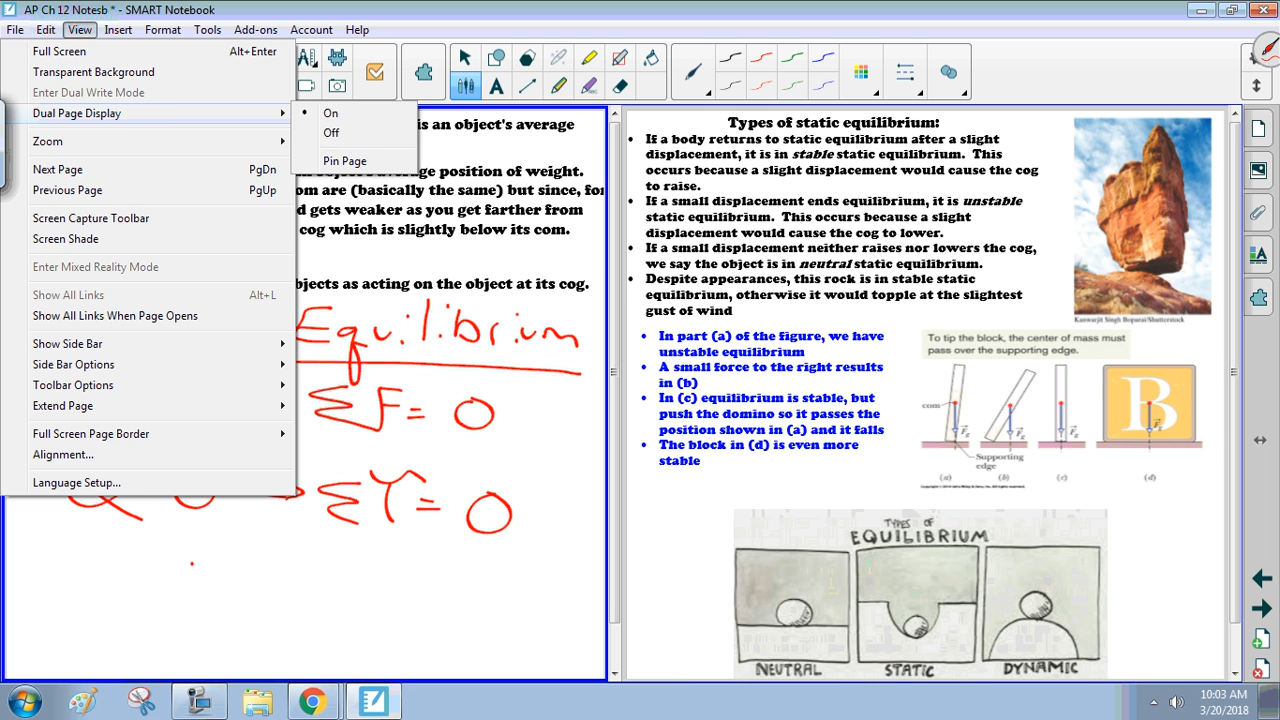 AP Ch 12 Notesb * - SMART Notebook
File Edit View Insert Format Tools Add-ons Account Help
Full Screen Alt+Enter
Transparent Background
Enter Dual Write Mode
Dual Page Display
Zoom
Next Page PgDn
Previous Page PgUp
Screen Capture Toolbar
Screen Shade
Enter Mixed Reality Mode
Show All Links Alt+L
Show All Links When Page Opens
Show Side Bar
Side Bar Options
Toolbar Options
Extend Page
Full Screen Page Border
Alignment...
Language Setup...
• On
Off
Pin Page
is an object's average
average position of weight.
om are (basically the same) but since, for
d gets weaker as you get farther from
cog which is slightly below its com.
bjects as acting on the object at its cog.
Equilibrium
ΣF = 0
Στ = 0
Types of static equilibrium:
• If a body returns to static equilibrium after a slight
displacement, it is in stable static equilibrium. This
occurs because a slight displacement would cause the cog
to raise.
• If a small displacement ends equilibrium, it is unstable
static equilibrium. This occurs because a slight
displacement would cause the cog to lower.
• If a small displacement neither raises nor lowers the cog,
we say the object is in neutral static equilibrium.
• Despite appearances, this rock is in stable static
equilibrium, otherwise it would topple at the slightest
gust of wind
Kanwarjit Singh Boparai/Shutterstock
• In part (a) of the figure, we have
unstable equilibrium
• A small force to the right results
in (b)
• In (c) equilibrium is stable, but
push the domino so it passes the
position shown in (a) and it falls
• The block in (d) is even more
stable
To tip the block, the center of mass must
pass over the supporting edge.
com
B
Fg Fg Fg Fg
Supporting
edge
(a) (b) (c) (d)
TYPES OF
EQUILIBRIUM
NEUTRAL STATIC DYNAMIC
10:03 AM
3/20/2018